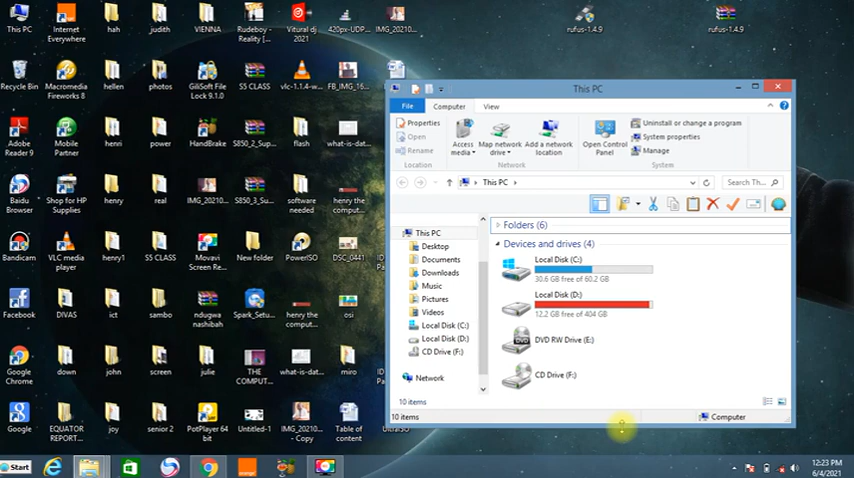 This PC
Internet Everywhere
hah
judith
VIENNA
Rudeboy - Reality [...
Vitural dj 2021
420px-UDP...
IMG_20210...
rufus-1.4.9
rufus-1.4.9
Recycle Bin
Macromedia Fireworks 8
hellen
photos
GiliSoft File Lock 9.1.0
S5 CLASS
vlc-1.1.4-w...
FB_IMG_16...
Adobe Reader 9
Mobile Partner
henri
power
HandBrake
S850_2_Sup...
flash
what-is-dat...
Baidu Browser
Shop for HP Supplies
henry
real
IMG_20210...
S850_3_Sup...
software needed
henry the comput...
Bandicam
VLC media player
henry1
S5 CLASS
Movavi Screen Re...
New folder
PowerISO
DSC_0441
Facebook
DIVAS
ict
sambo
ndugwa nashibah
Spark_Setu...
henry the comput...
osi
Google Chrome
down
john
screen
julie
THE COMPUT...
what-is-dat...
miro
Google
EQUATOR REPORT...
joy
senior 2
PotPlayer 64 bit
Untitled-1
IMG_20210... - Copy
Table of content
UltraISO
This PC
File
Computer
View
Properties
Open
Rename
Location
Access media
Map network drive
Add a network location
Network
Open Control Panel
Uninstall or change a program
System properties
Manage
System
This PC
Search Th...
This PC
Desktop
Documents
Downloads
Music
Pictures
Videos
Local Disk (C:)
Local Disk (D:)
CD Drive (F:)
Network
Folders (6)
Devices and drives (4)
Local Disk (C:)
30.6 GB free of 60.2 GB
Local Disk (D:)
12.2 GB free of 404 GB
DVD
DVD RW Drive (E:)
CD Drive (F:)
10 items
10 items
Computer
Start
12:23 PM
6/4/2021